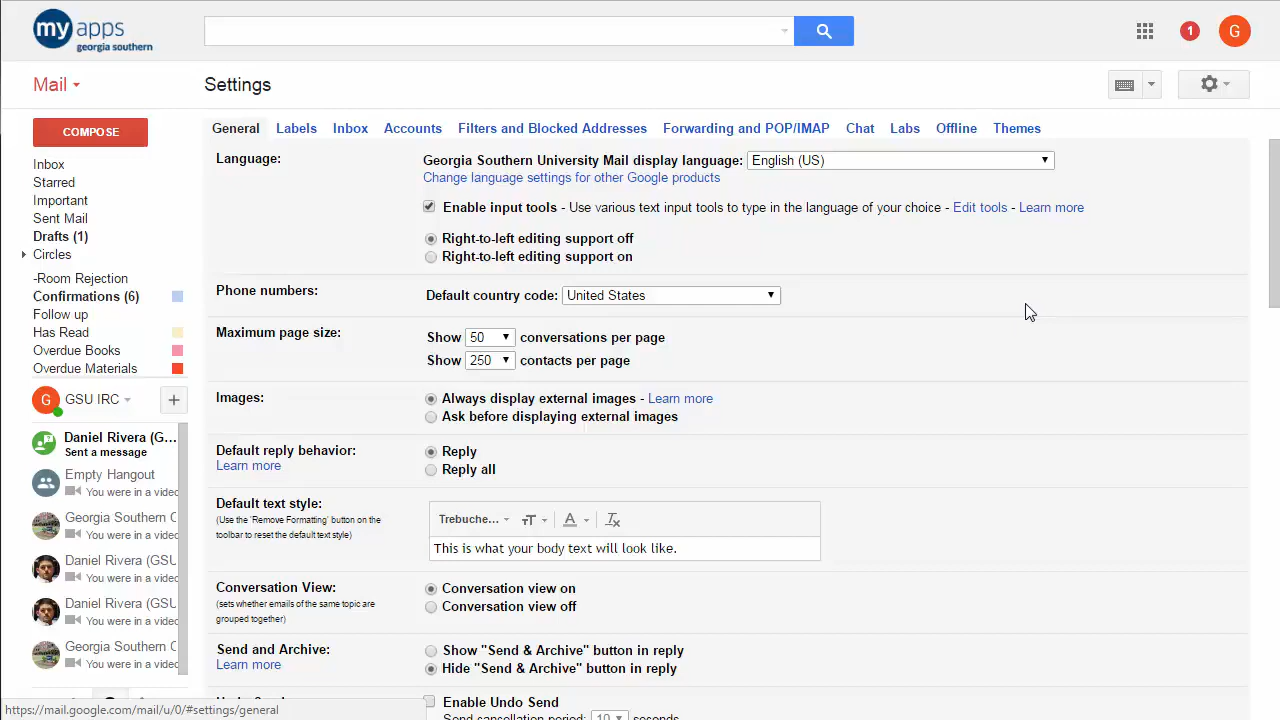 my apps
georgia southern
1
G
Mail
Settings
COMPOSE
General
Labels
Inbox
Accounts
Filters and Blocked Addresses
Forwarding and POP/IMAP
Chat
Labs
Offline
Themes
Inbox
Starred
Important
Sent Mail
Drafts (1)
Circles
-Room Rejection
Confirmations (6)
Follow up
Has Read
Overdue Books
Overdue Materials
G
GSU IRC
+
Daniel Rivera (G...
Sent a message
Empty Hangout
You were in a video
Georgia Southern C
You were in a video
Daniel Rivera (GSU
You were in a video
Daniel Rivera (GSU
You were in a video
Georgia Southern C
You were in a video
Language:
Georgia Southern University Mail display language: English (US)
Change language settings for other Google products
Enable input tools - Use various text input tools to type in the language of your choice - Edit tools - Learn more
Right-to-left editing support off
Right-to-left editing support on
Phone numbers:
Default country code: United States
Maximum page size:
Show 50 conversations per page
Show 250 contacts per page
Images:
Always display external images - Learn more
Ask before displaying external images
Default reply behavior:
Learn more
Reply
Reply all
Default text style:
(Use the 'Remove Formatting' button on the
toolbar to reset the default text style)
Trebuche...
This is what your body text will look like.
Conversation View:
(sets whether emails of the same topic are
grouped together)
Conversation view on
Conversation view off
Send and Archive:
Learn more
Show "Send & Archive" button in reply
Hide "Send & Archive" button in reply
Enable Undo Send
Send cancellation period: 10 seconds
https://mail.google.com/mail/u/0/#settings/general